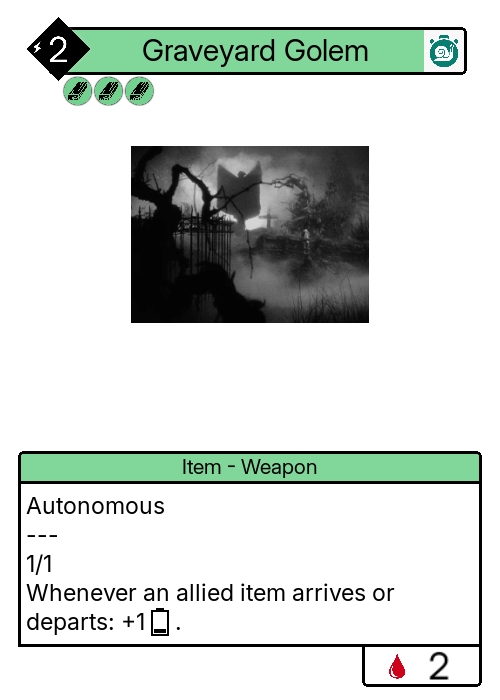 2
Graveyard Golem
Item - Weapon
Autonomous
---
1/1
Whenever an allied item arrives or
departs: +1 .
2